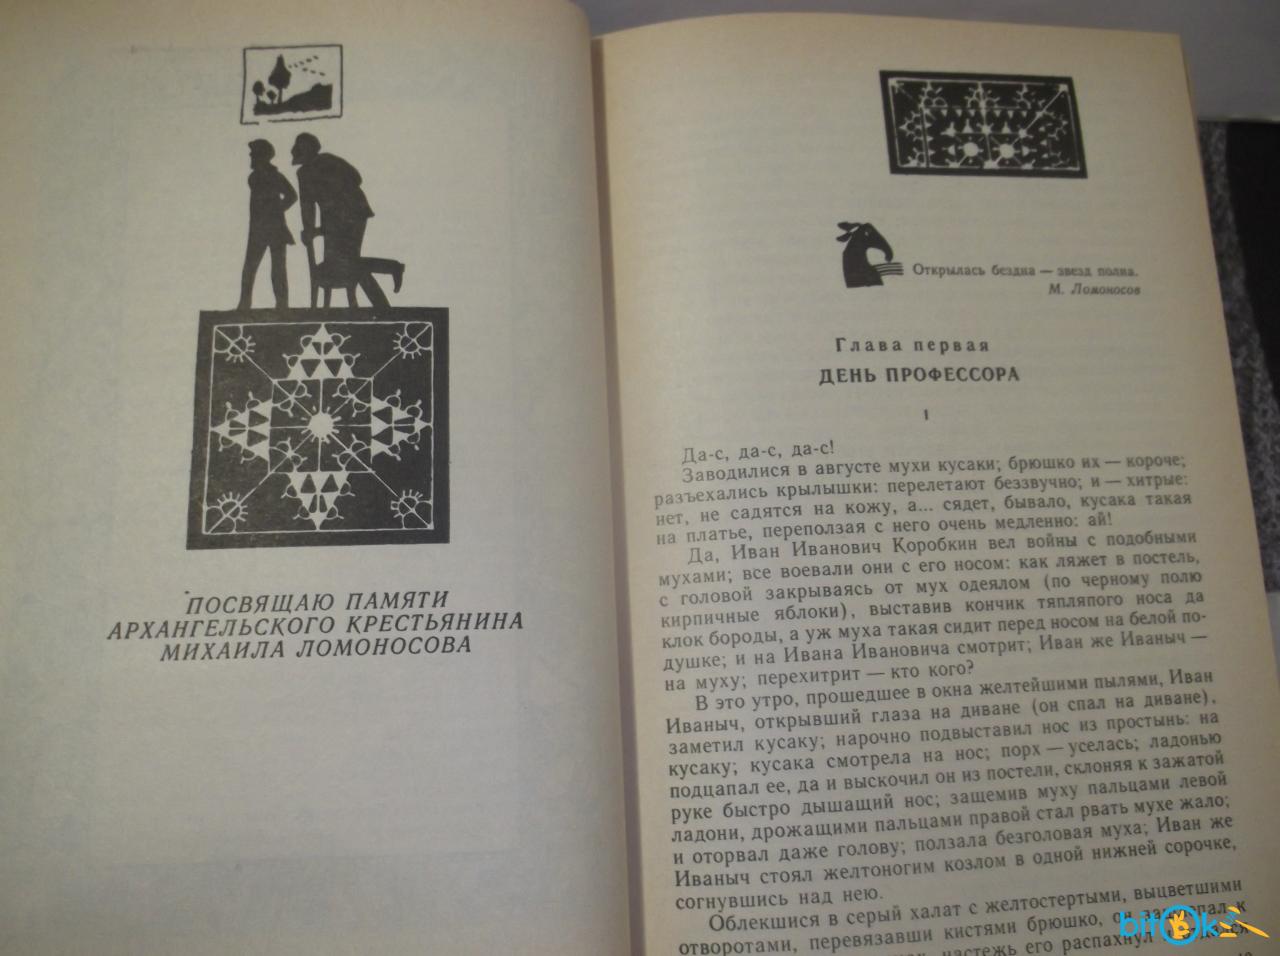 ПОСВЯЩАЮ ПАМЯТИ
АРХАНГЕЛЬСКОГО КРЕСТЬЯНИНА
МИХАИЛА ЛОМОНОСОВА
Открылась бездна — звезд полна.
М. Ломоносов
Глава первая
ДЕНЬ ПРОФЕССОРА
1
Да-с, да-с, да-с!
Заводилися в августе мухи кусаки; брюшко их — короче;
разъехались крылышки: перелетают беззвучно; и — хитрые:
нет, не садятся на кожу, а... сядет, бывало, кусака такая
на платье, переползая с него очень медленно: ай!
Да, Иван Иванович Коробкин вел войны с подобными
мухами; все воевали они с его носом: как ляжет в постель,
с головой закрываясь от мух одеялом (по черному полю
кирпичные яблоки), выставив кончик тяпляпого носа да
клок бороды, а уж муха такая сидит перед носом на белой по-
душке; и на Ивана Ивановича смотрит; Иван же Иваныч —
на муху; перехитрит — кто кого?
В это утро, прошедшее в окна желтейшими пылями, Иван
Иваныч, открывший глаза на диване (он спал на диване),
заметил кусаку; нарочно подвыставил нос из простынь: на
кусаку; кусака смотрела на нос; порх — уселась; ладонью
подцапал ее, да и выскочил он из постели, склоняя к зажатой
руке быстро дышащий нос; защемив муху пальцами левой
ладони, дрожащими пальцами правой стал рвать мухе жало;
и оторвал даже голову; ползала безголовая муха; Иван же
Иваныч стоял желтоногим козлом в одной нижней сорочке,
согнувшись над нею.
Облекшися в серый халат с желтостертыми, выцветшими
отворотами, перевязавши кистями брюшко, он к
настежь его распахнул и
bitOk